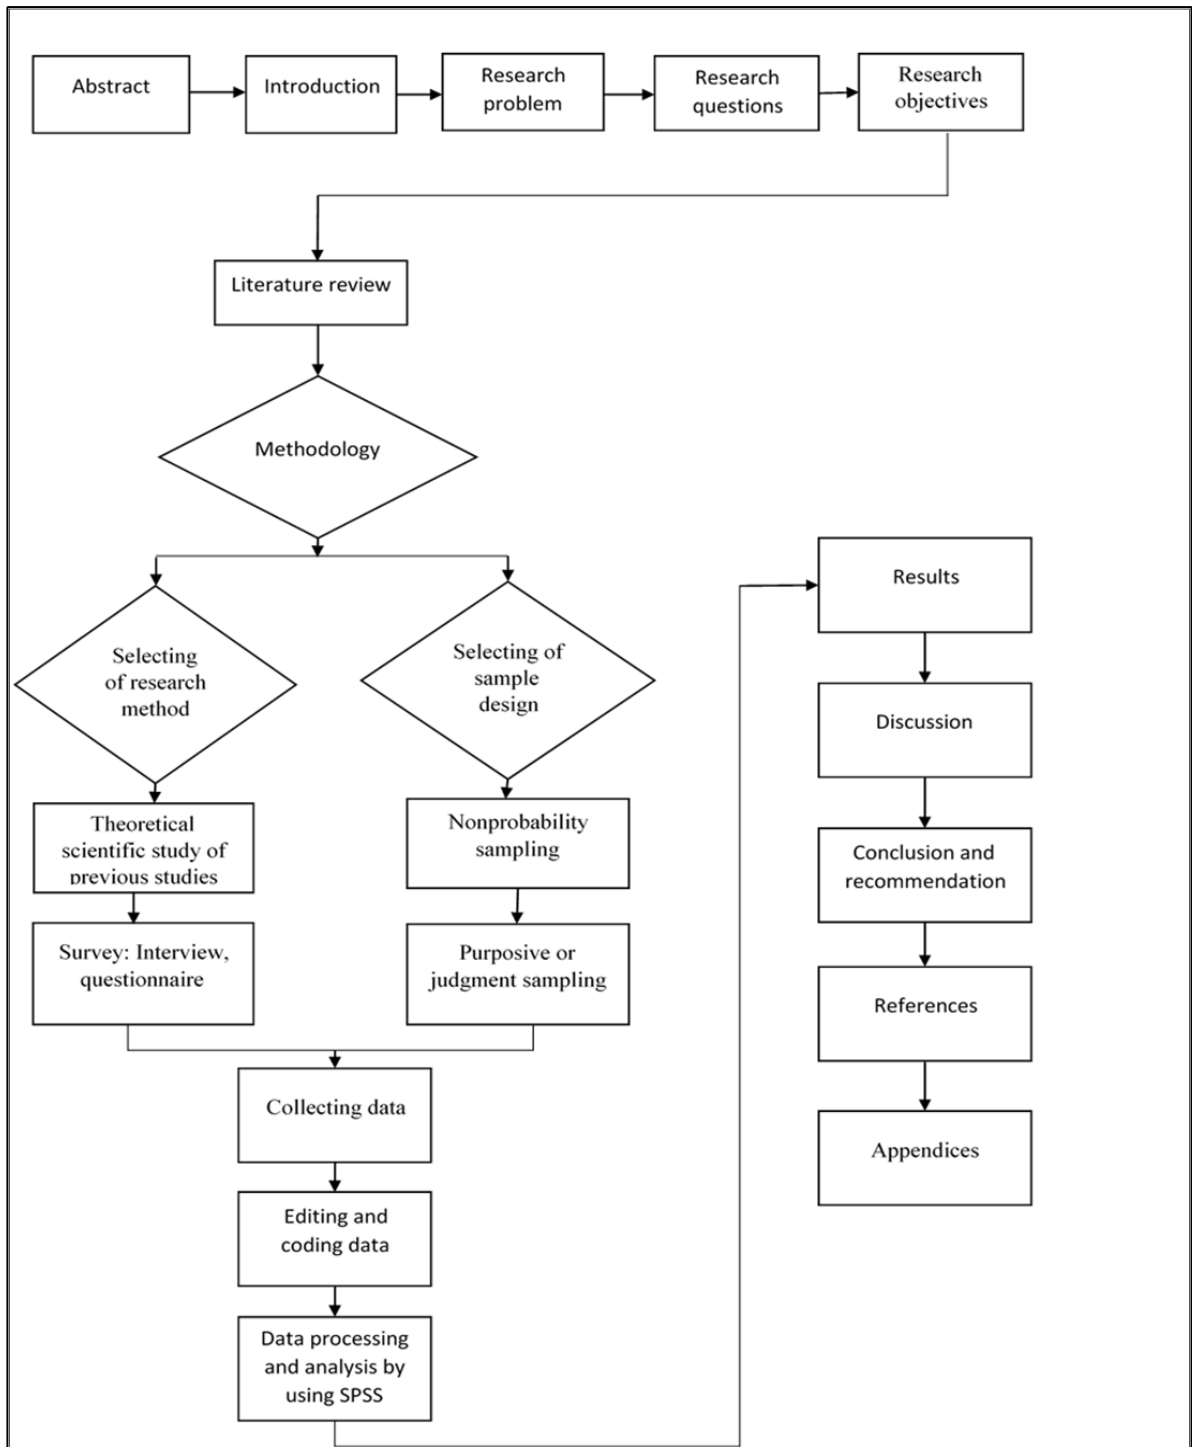 Abstract
Introduction
Research
problem
Research
questions
Research
objectives
Literature review
Methodology
Selecting
of research
method
Selecting of
sample
design
Theoretical
scientific study of
previous studies
Nonprobability
sampling
Survey: Interview,
questionnaire
Purposive or
judgment sampling
Collecting data
Editing and
coding data
Data processing
and analysis by
using SPSS
Results
Discussion
Conclusion and
recommendation
References
Appendices